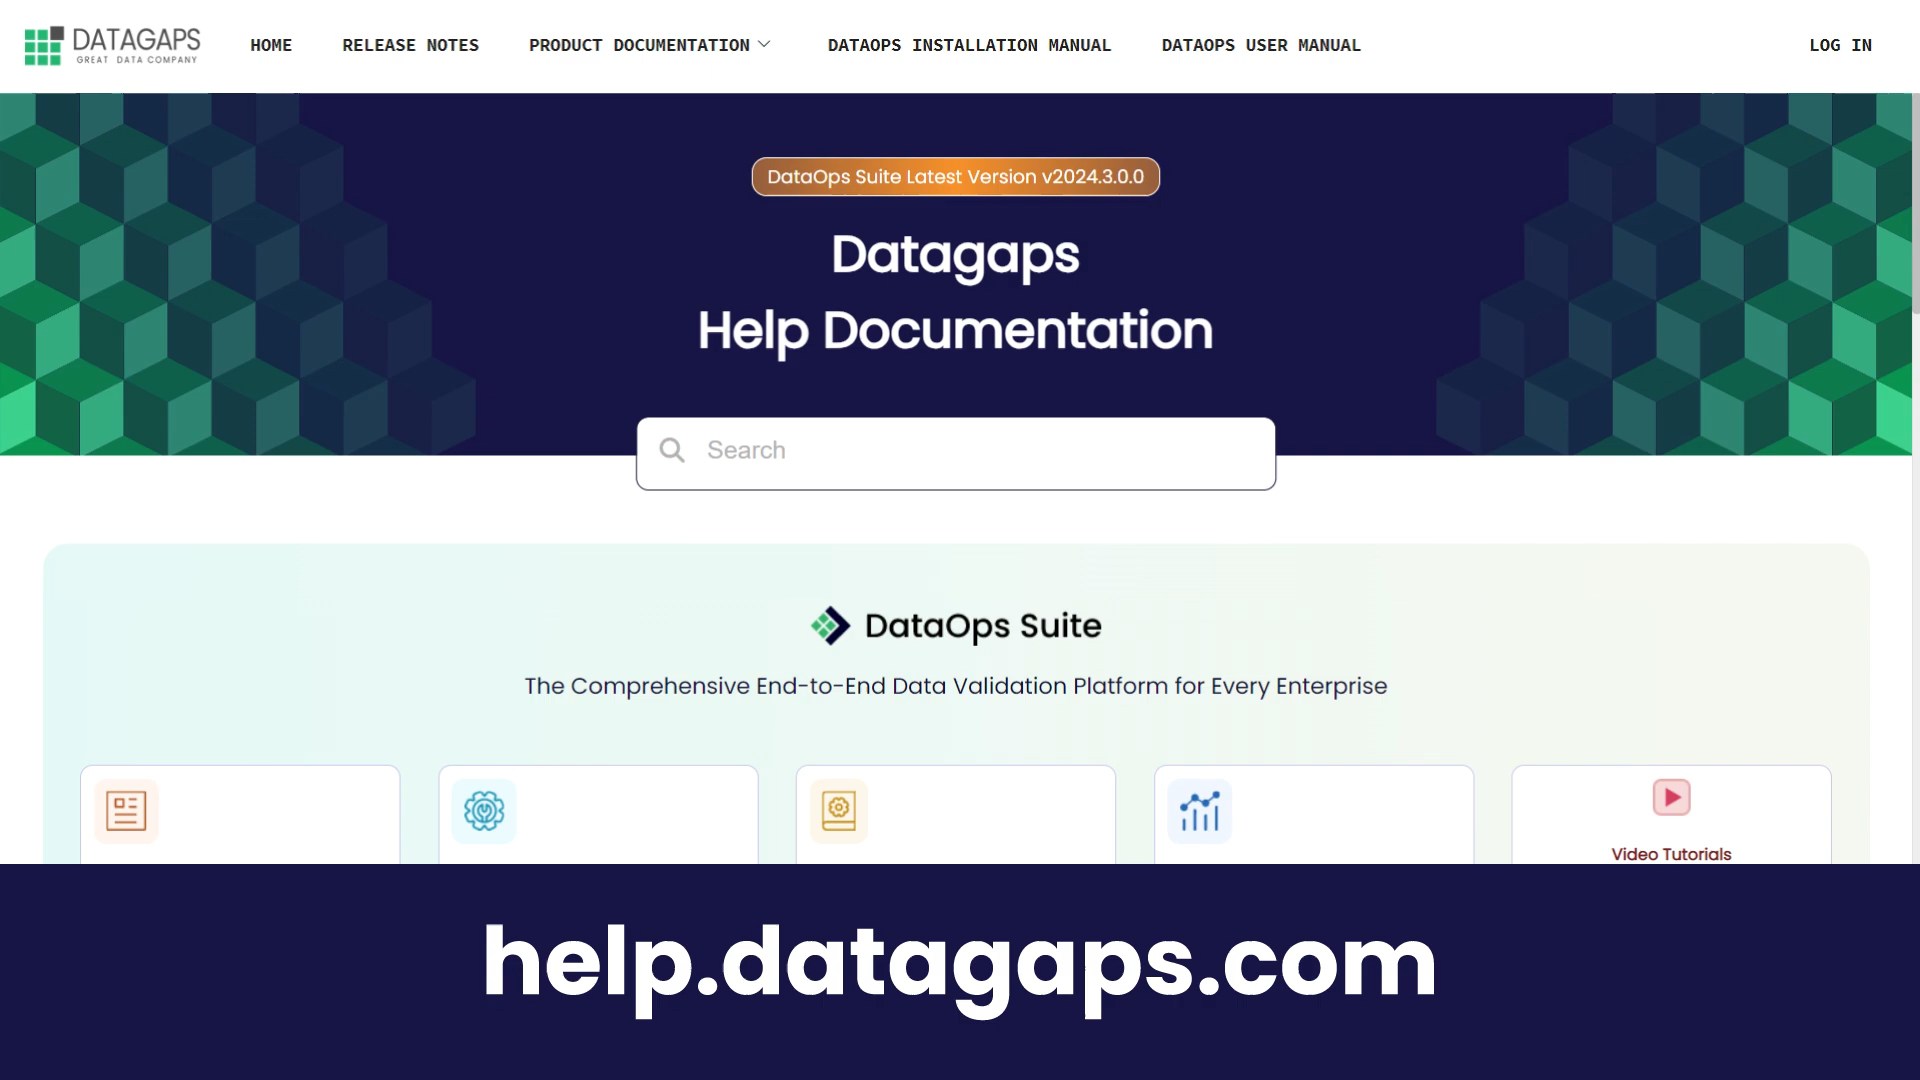 DATAGAPS
GREAT DATA COMPANY
HOME
RELEASE NOTES
PRODUCT DOCUMENTATION
DATAOPS INSTALLATION MANUAL
DATAOPS USER MANUAL
LOG IN
DataOps Suite Latest Version v2024.3.0.0
Datagaps
Help Documentation
Search
DataOps Suite
The Comprehensive End-to-End Data Validation Platform for Every Enterprise
Video Tutorials
help.datagaps.com